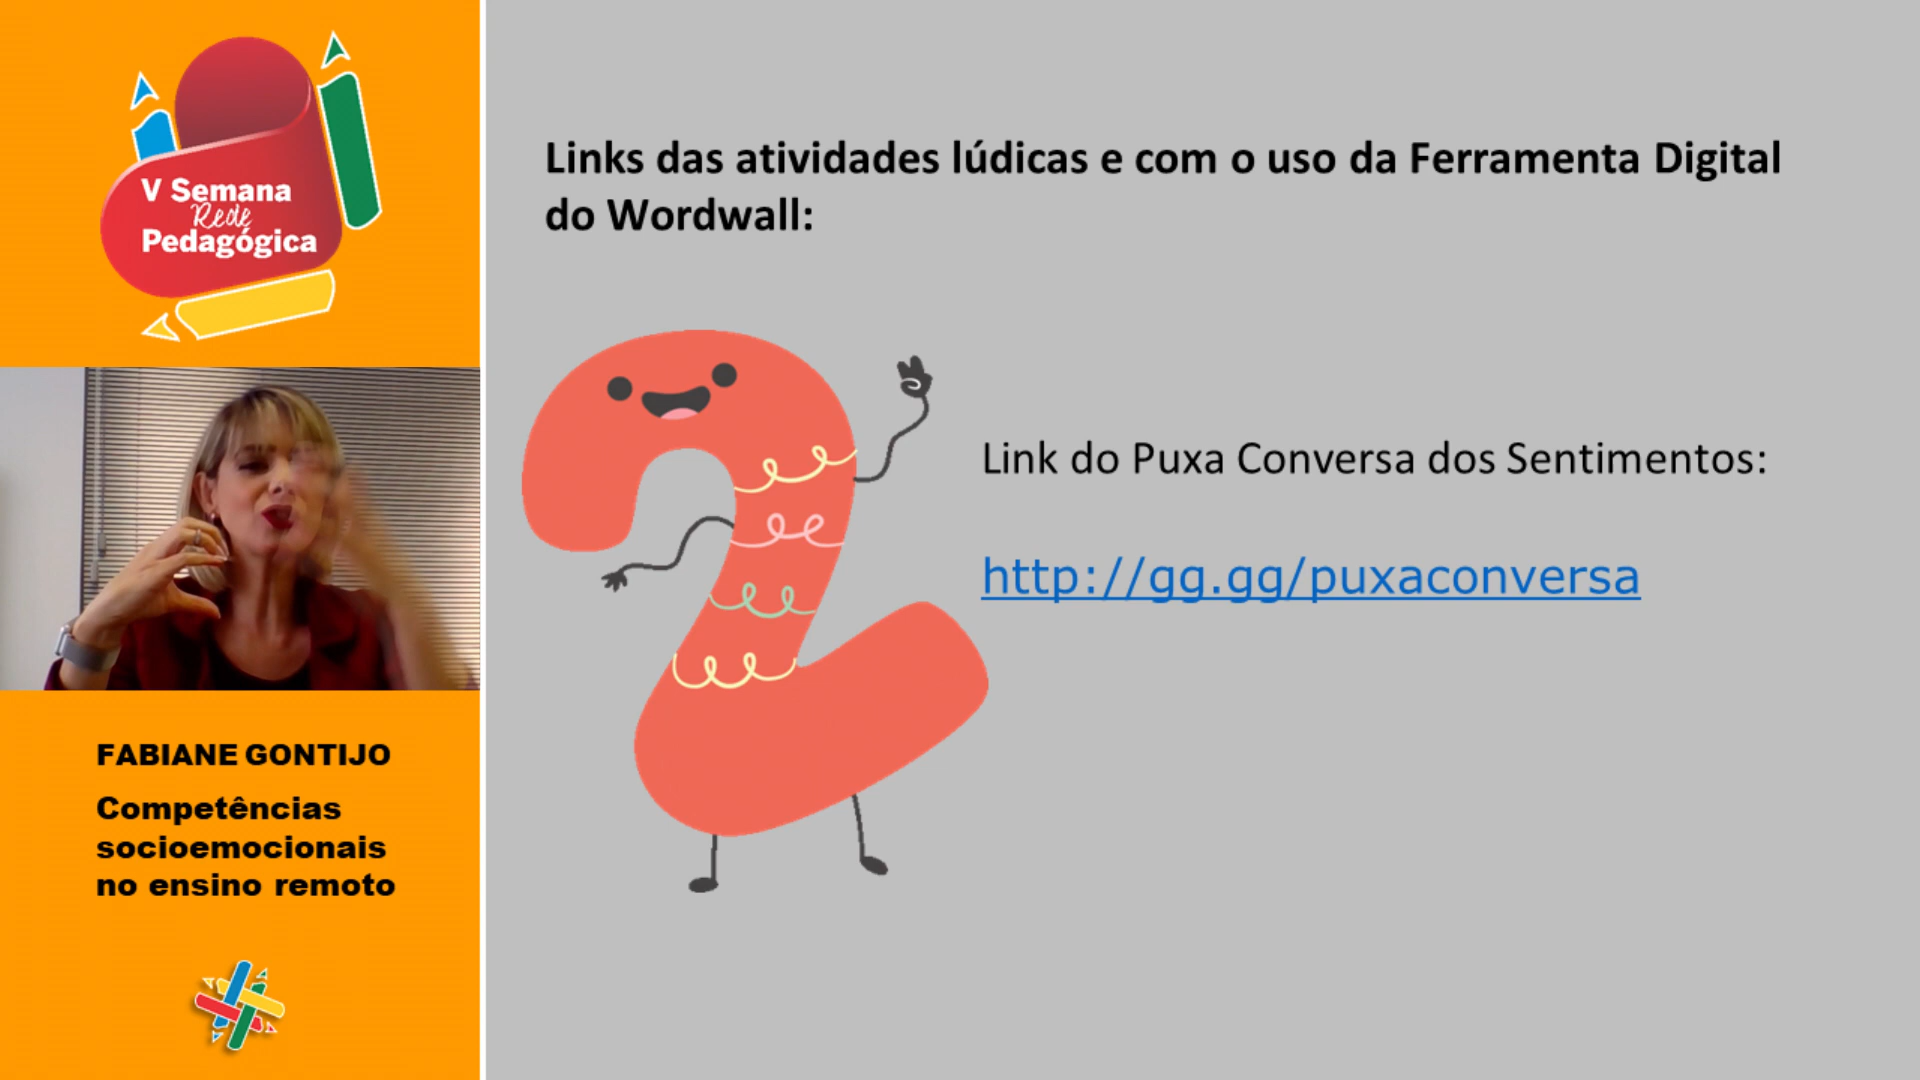 V Semana
Rede
Pedagógica
FABIANE GONTIJO
Competências
socioemocionais
no ensino remoto
Links das atividades lúdicas e com o uso da Ferramenta Digital
do Wordwall:
Link do Puxa Conversa dos Sentimentos:
http://gg.gg/puxaconversa